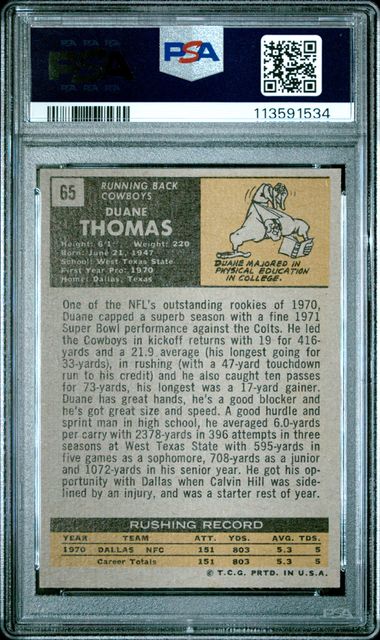 PSA
PSA
113591534
65
RUNNING BACK
COWBOYS
DUANE
THOMAS
Height: 6'1" Weight: 220
Born: June 21, 1947
School: West Texas State
First Year Pro: 1970
Home: Dallas, Texas
DUANE MAJORED IN
PHYSICAL EDUCATION
IN COLLEGE.
One of the NFL's outstanding rookies of 1970,
Duane capped a superb season with a fine 1971
Super Bowl performance against the Colts. He led
the Cowboys in kickoff returns with 19 for 416-
yards and a 21.9 average (his longest going for
33-yards), in rushing (with a 47-yard touchdown
run to his credit) and he also caught ten passes
for 73-yards, his longest was a 17-yard gainer.
Duane has great hands, he's a good blocker and
he's got great size and speed. A good hurdle and
sprint man in high school, he averaged 6.0-yards
per carry with 2378-yards in 396 attempts in three
seasons at West Texas State with 595-yards in
five games as a sophomore, 708-yards as a junior
and 1072-yards in his senior year. He got his op-
portunity with Dallas when Calvin Hill was side-
lined by an injury, and was a starter rest of year.
RUSHING RECORD
YEAR TEAM ATT. YDS. AVG. TDS.
1970 DALLAS NFC 151 803 5.3 5
Career Totals 151 803 5.3 5
© T.C.G. PRTD. IN U.S.A.